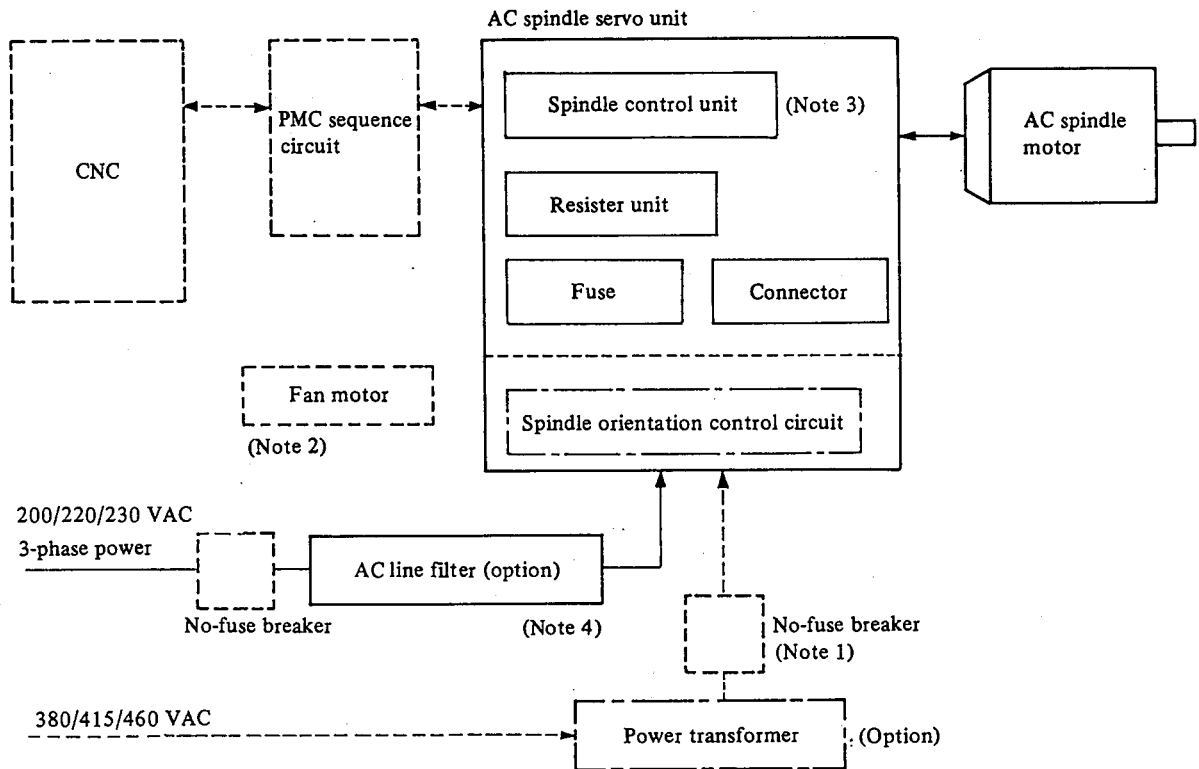 AC spindle servo unit
CNC
PMC sequence
circuit
Spindle control unit
(Note 3)
Resister unit
Fuse
Connector
AC spindle
motor
Fan motor
(Note 2)
Spindle orientation control circuit
200/220/230 VAC
3-phase power
No-fuse breaker
AC line filter (option)
(Note 4)
No-fuse breaker
(Note 1)
380/415/460 VAC
Power transformer
(Option)